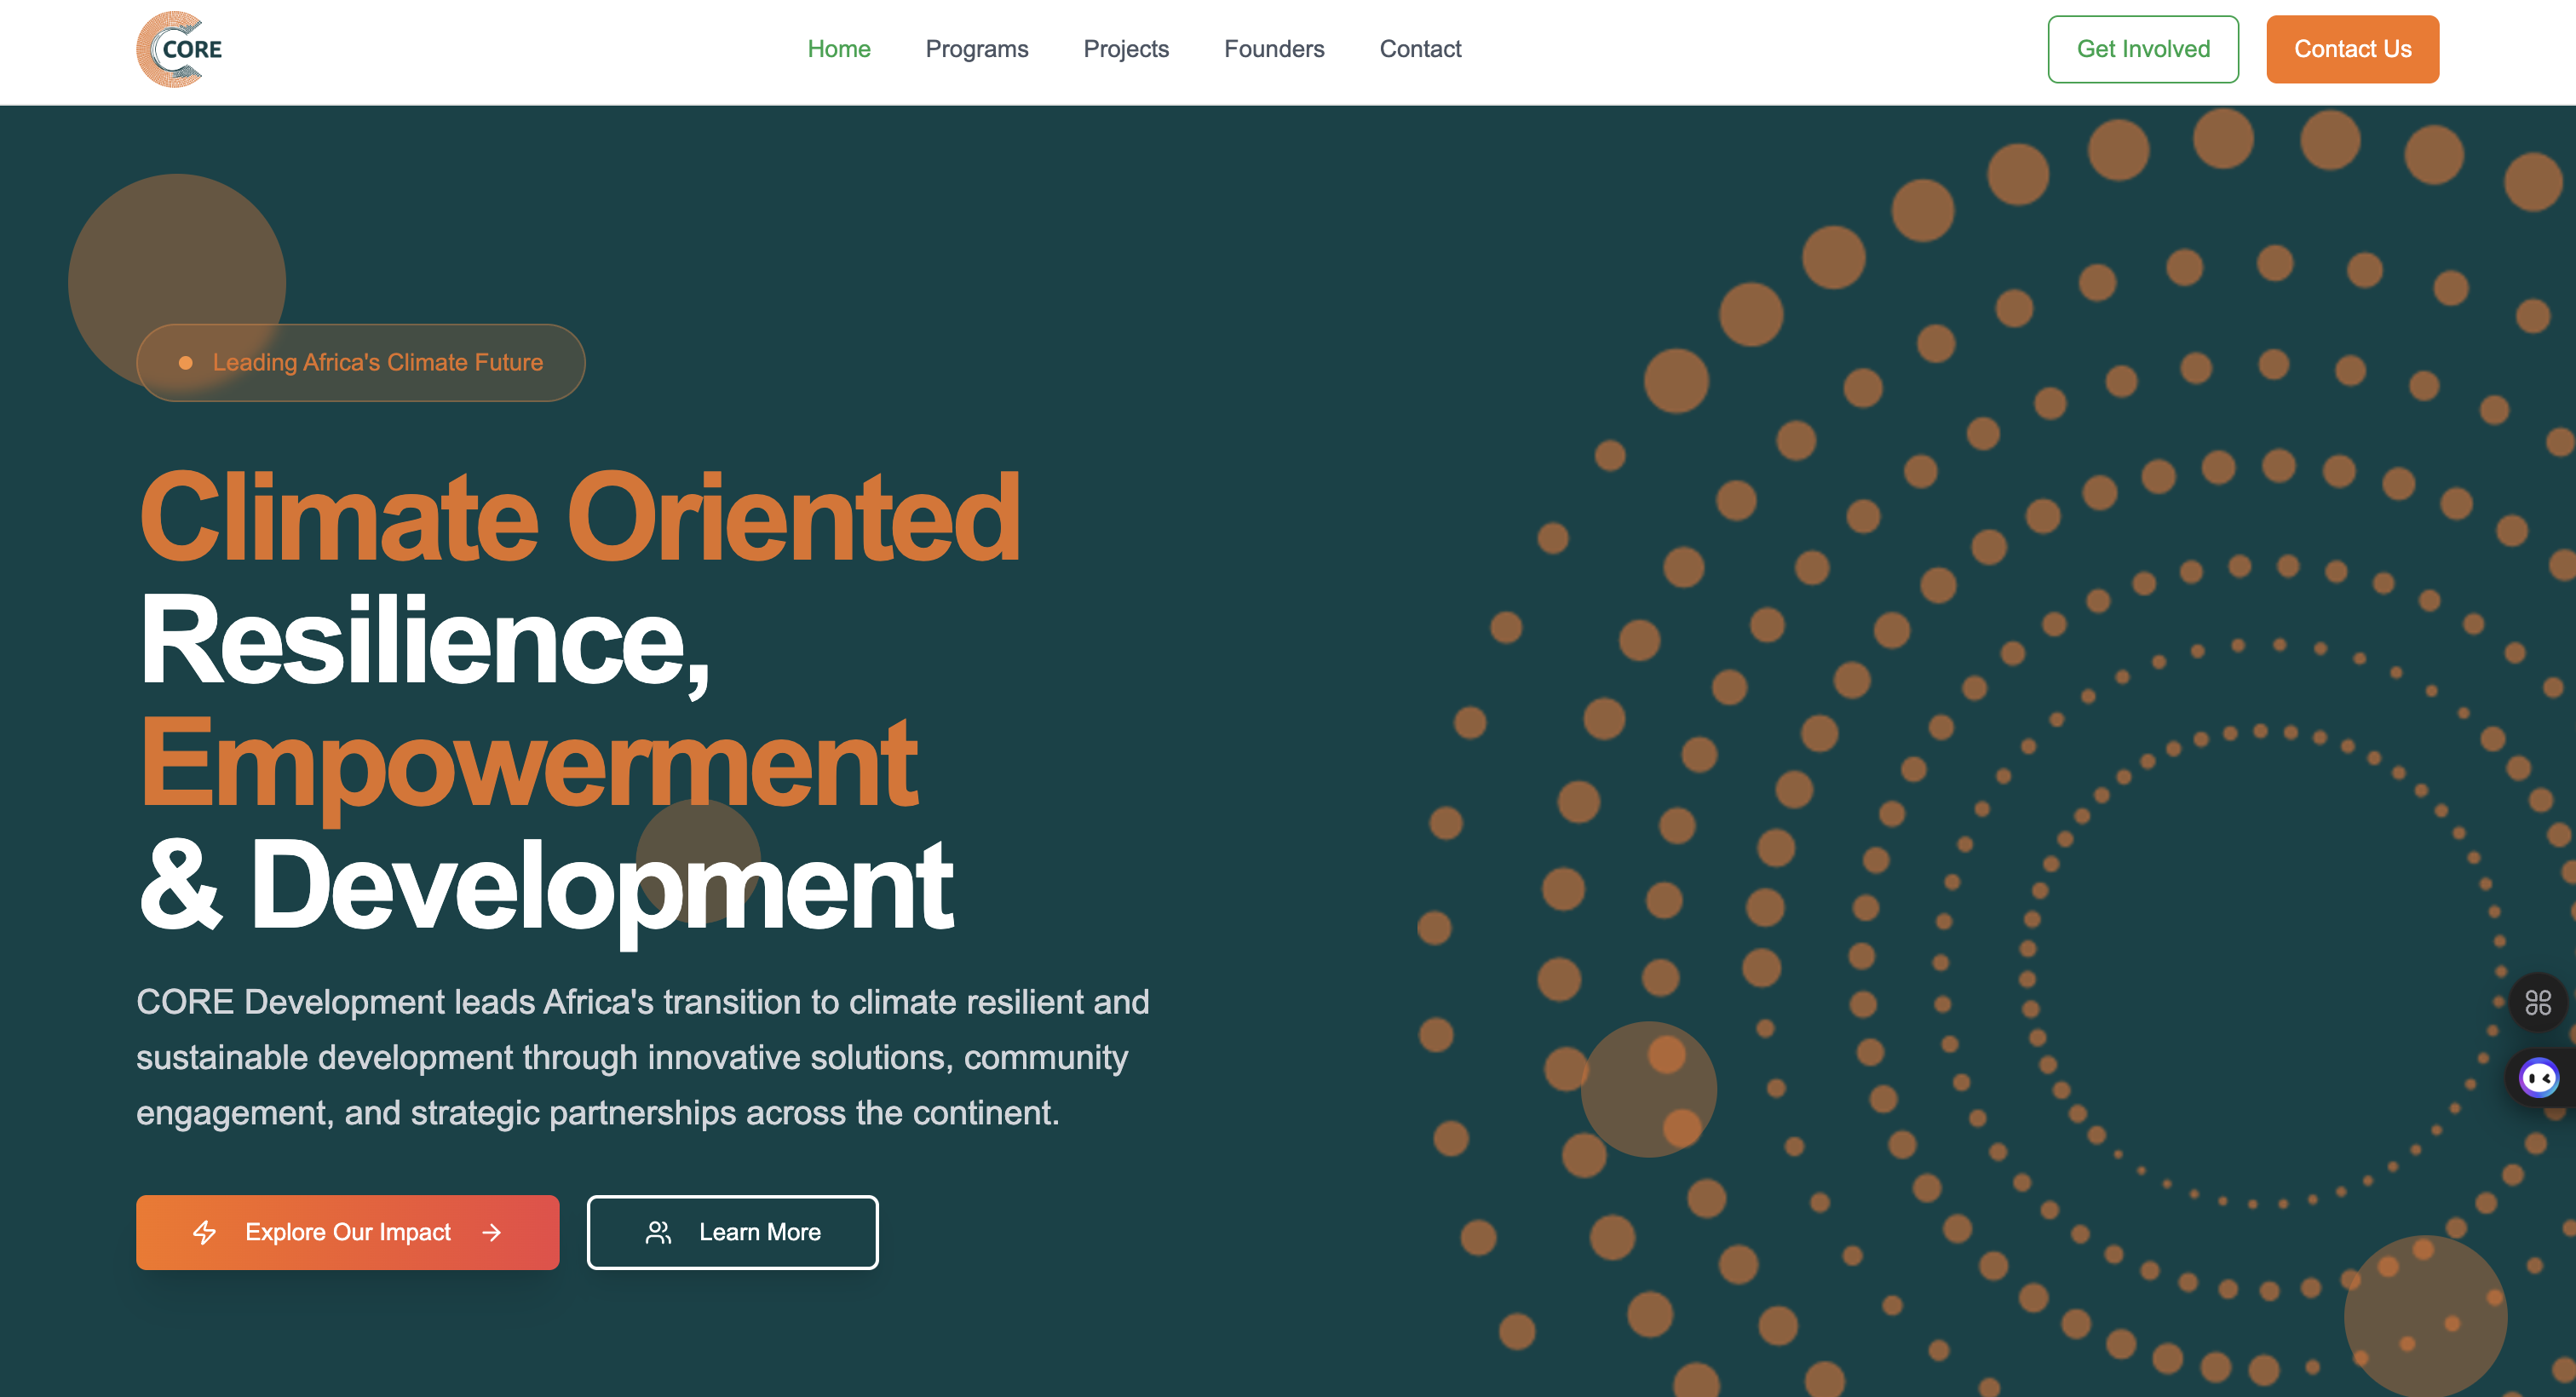 CORE
Home
Programs
Projects
Founders
Contact
Get Involved
Contact Us
Leading Africa's Climate Future
Climate Oriented
Resilience,
Empowerment
& Development
CORE Development leads Africa's transition to climate resilient and
sustainable development through innovative solutions, community
engagement, and strategic partnerships across the continent.
Explore Our Impact
Learn More